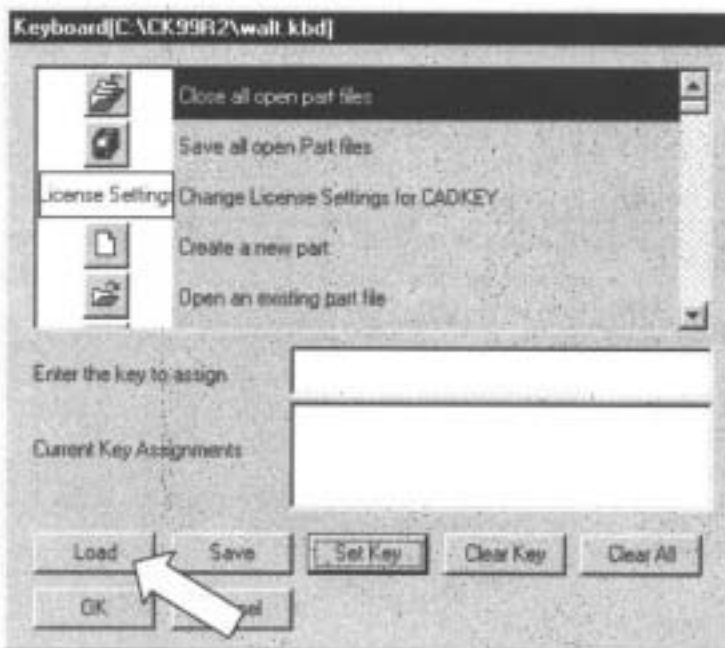 Keyboard[C:\CK99R2\walt.kbd]
Close all open part files
Save all open Part files
License Settings Change License Settings for CADKEY
Create a new part
Open an existing part file
Enter the key to assign
Current Key Assignments
Load Save Set Key Clear Key Clear All
OK